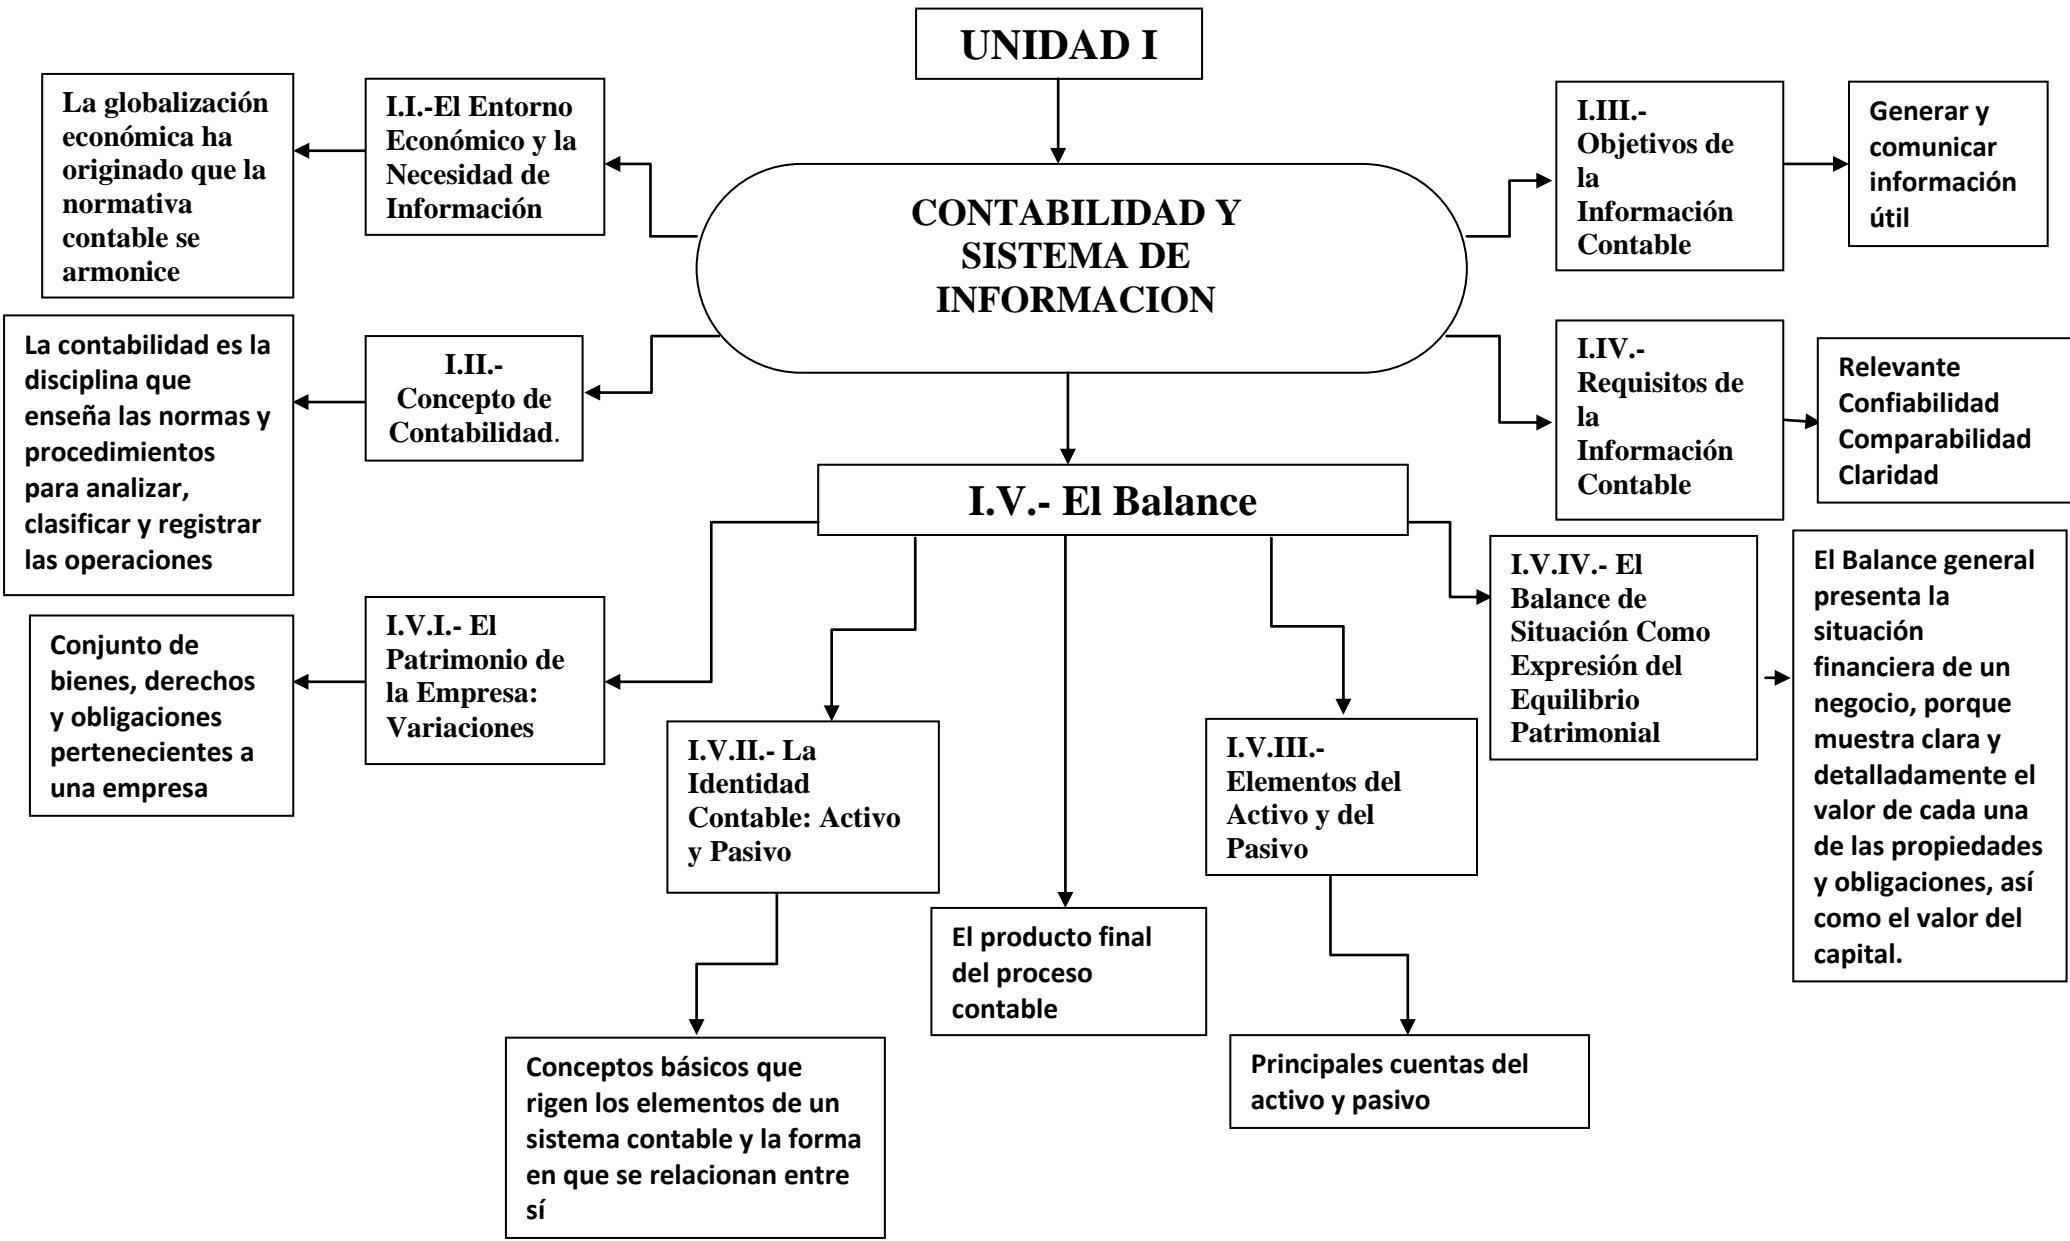 UNIDAD I
La globalización
económica ha
originado que la
normativa
contable se
armonice
I.I.-El Entorno
Económico y la
Necesidad de
Información
CONTABILIDAD Y
SISTEMA DE
INFORMACION
I.III.-
Objetivos de
la
Información
Contable
Generar y
comunicar
información
útil
La contabilidad es la
disciplina que
enseña las normas y
procedimientos
para analizar,
clasificar y registrar
las operaciones
I.II.-
Concepto de
Contabilidad.
I.IV.-
Requisitos de
la
Información
Contable
Relevante
Confiabilidad
Comparabilidad
Claridad
I.V.- El Balance
Conjunto de
bienes, derechos
y obligaciones
pertenecientes a
una empresa
I.V.I.- El
Patrimonio de
la Empresa:
Variaciones
I.V.II.- La
Identidad
Contable: Activo
y Pasivo
I.V.III.-
Elementos del
Activo y del
Pasivo
I.V.IV.- El
Balance de
Situación Como
Expresión del
Equilibrio
Patrimonial
El Balance general
presenta la
situación
financiera de un
negocio, porque
muestra clara y
detalladamente el
valor de cada una
de las propiedades
y obligaciones, así
como el valor del
capital.
El producto final
del proceso
contable
Conceptos básicos que
rigen los elementos de un
sistema contable y la forma
en que se relacionan entre
sí
Principales cuentas del
activo y pasivo